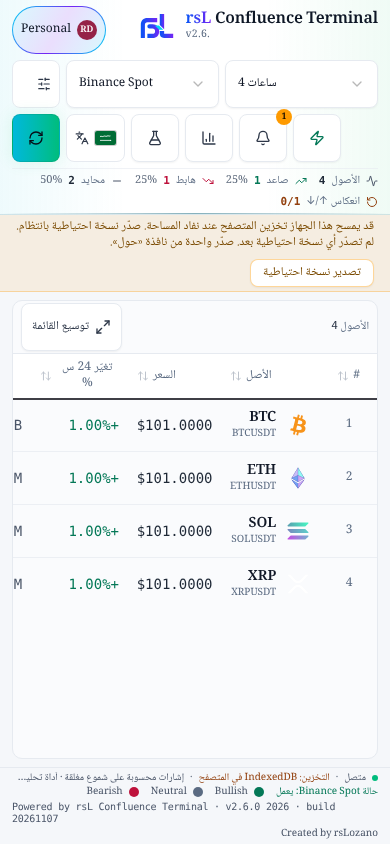 rsL Confluence Terminal
v2.6.
Personal RD
4 ساعات
Binance Spot
1
الأصول 4 صاعد 1 25% هابط 1 25% محايد 2 50%
انعكاس ↑/↓ 0/1
قد يمسح هذا الجهاز تخزين المتصفح عند نفاد المساحة. صدّر نسخة احتياطية بانتظام.
لم تصدّر أي نسخة احتياطية بعد. صدّر واحدة من نافذة «حول».
تصدير نسخة احتياطية
الأصول 4
توسيع القائمة
# الأصل السعر تغيّر 24 س %
1 BTC $101.0000 +1.00% B
BTCUSDT
2 ETH $101.0000 +1.00% M
ETHUSDT
3 SOL $101.0000 +1.00% M
SOLUSDT
4 XRP $101.0000 +1.00% M
XRPUSDT
متصل · التخزين: IndexedDB في المتصفح · إشارات محسوبة على شموع مغلقة · أداة تحليـ...
حالة Binance Spot: يعمل Bullish Neutral Bearish
Powered by rsL Confluence Terminal · v2.6.0 2026 · build
20261107
Created by rsLozano